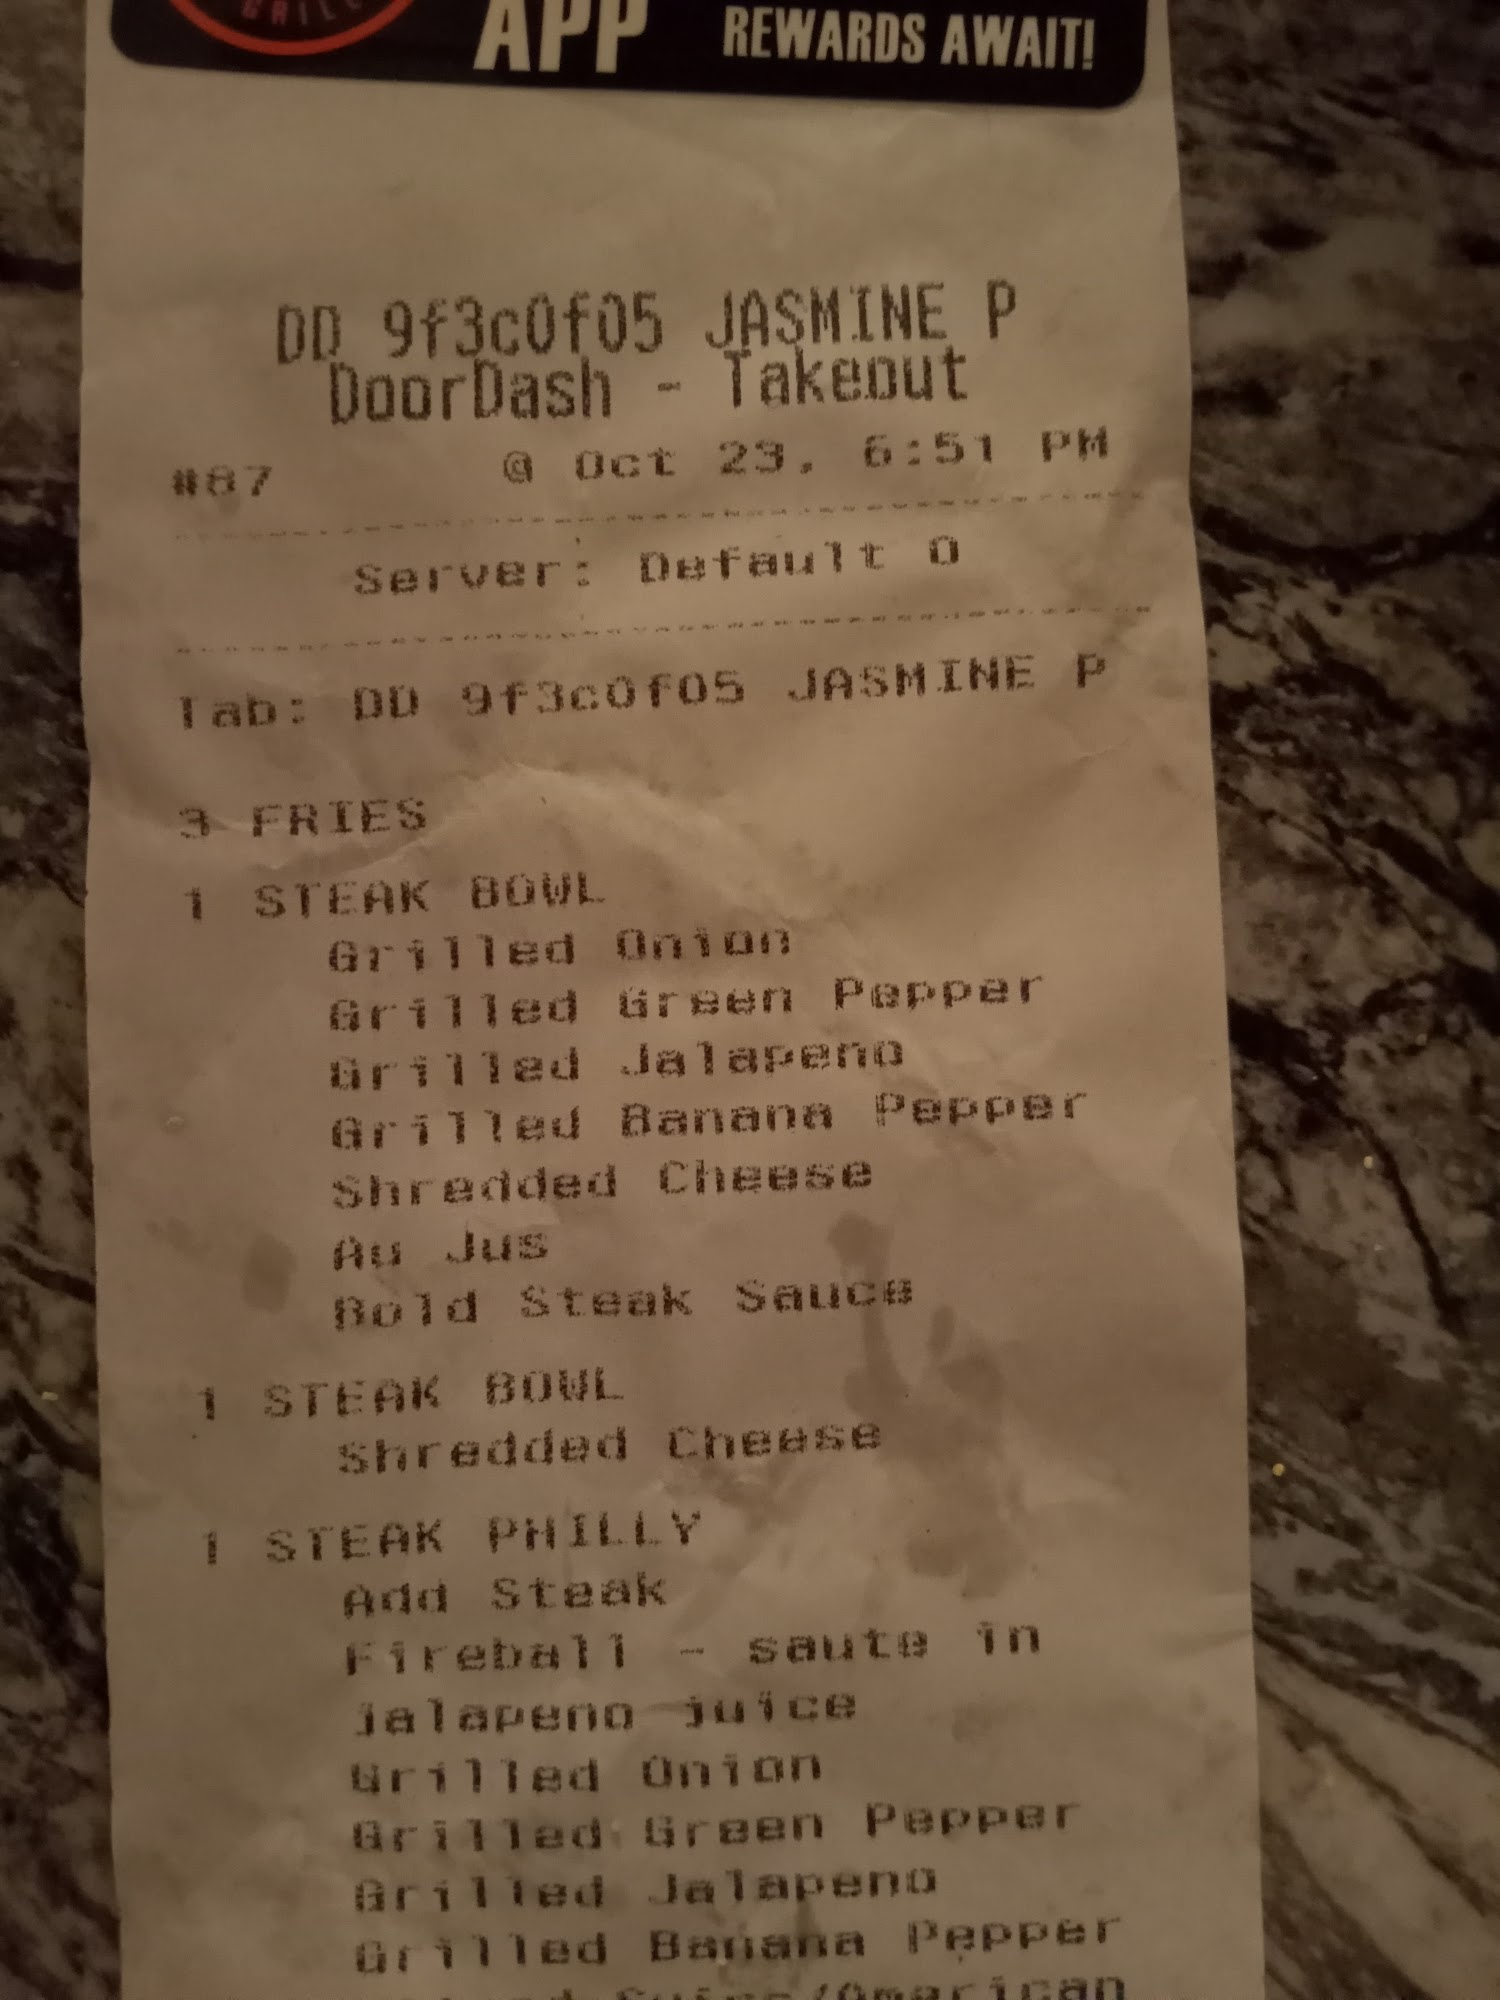 GRILL
APP REWARDS AWAIT!
DD 9f3c0f05 JASMINE P
DoorDash - Takeout
#87 @ Oct 23, 6:51 PM
Server: Default O
Tab: DD 9f3c0f05 JASMINE P
3 FRIES
1 STEAK BOWL
Grilled Onion
Grilled Green Pepper
Grilled Jalapeno
Grilled Banana Pepper
Shredded Cheese
Au Jus
Bold Steak Sauce
1 STEAK BOWL
Shredded Cheese
1 STEAK PHILLY
Add Steak
Fireball - saute in
jalapeno juice
Grilled Onion
Grilled Green Pepper
Grilled Jalapeno
Grilled Banana Pepper
Swiss/American